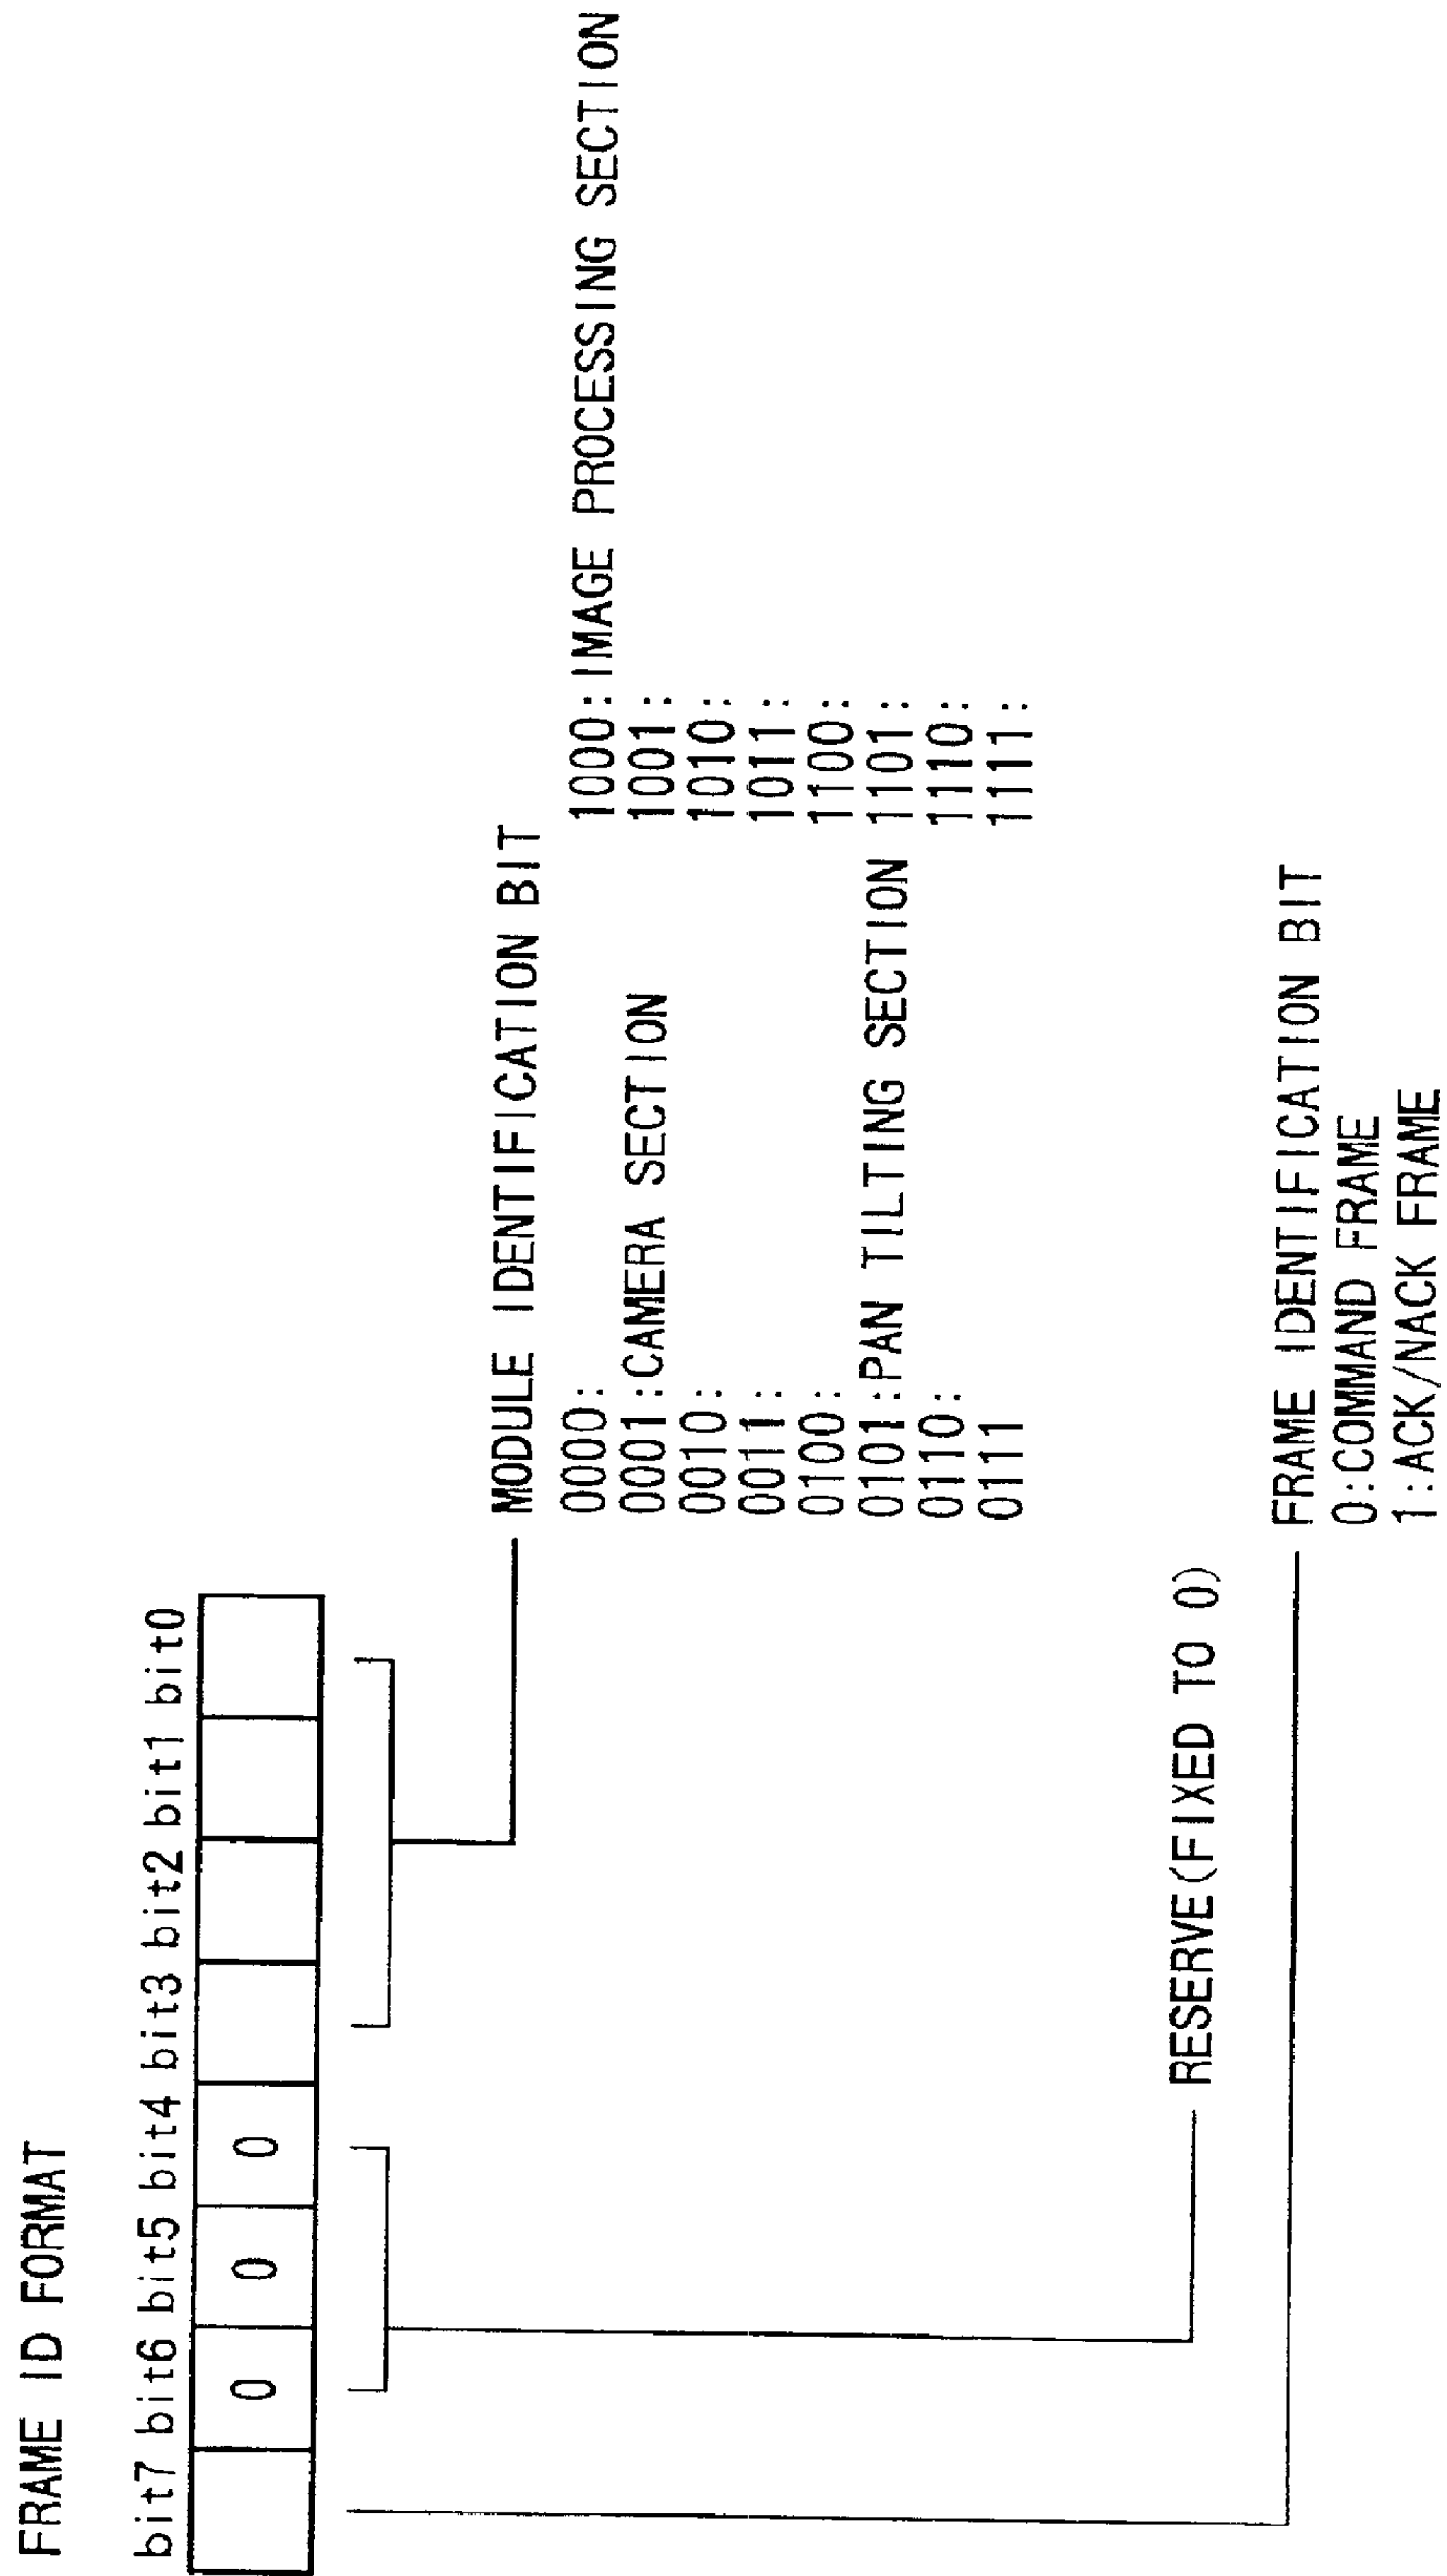 FRAME ID FORMAT
bit7 bit6 bit5 bit4 bit3 bit2 bit1 bit0
0 0 0
MODULE IDENTIFICATION BIT
0000: 1000:IMAGE PROCESSING SECTION
0001:CAMERA SECTION 1001:
0010: 1010:
0011: 1011:
0100: 1100:
0101:PAN TILTING SECTION 1101:
0110: 1110:
0111 1111:
RESERVE(FIXED TO 0)
FRAME IDENTIFICATION BIT
0:COMMAND FRAME
1:ACK/NACK FRAME